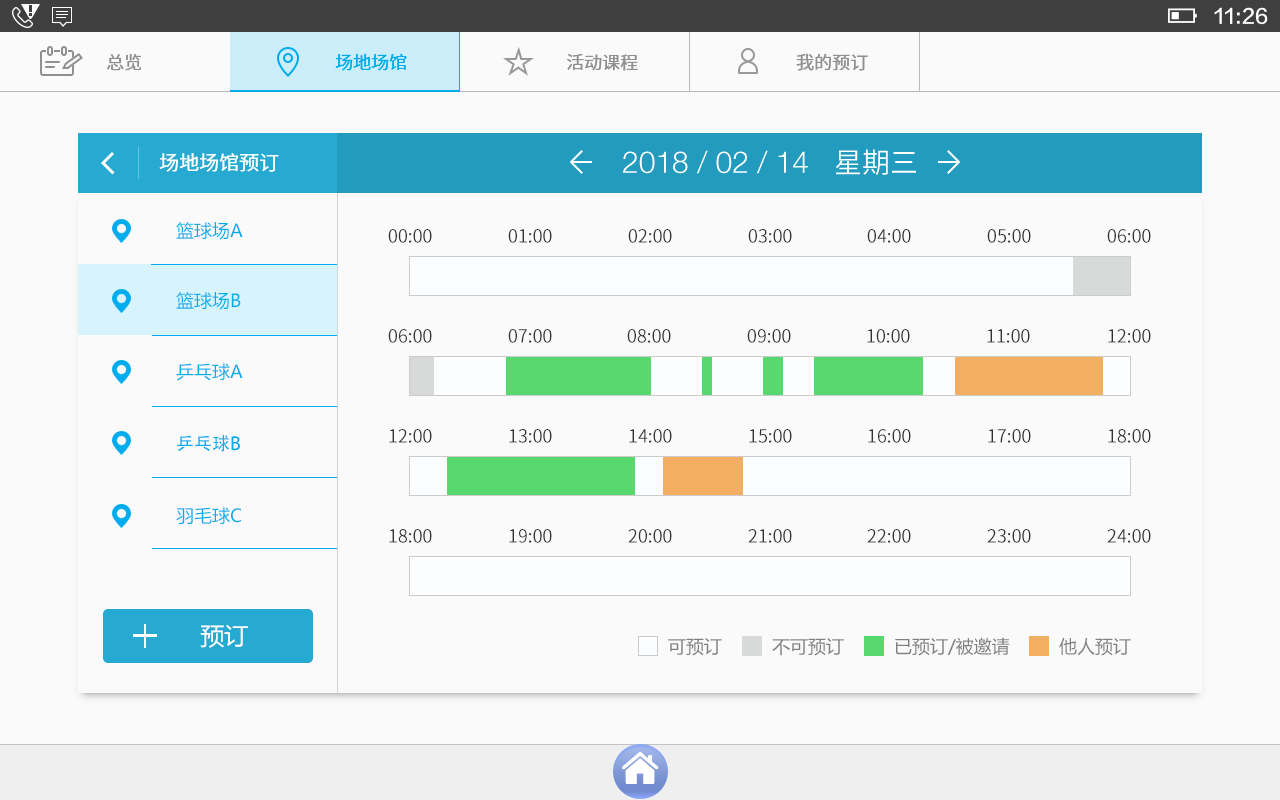 11:26
总览
场地场馆
活动课程
我的预订
场地场馆预订
2018 / 02 / 14 星期三
篮球场A
篮球场B
乒乓球A
乒乓球B
羽毛球C
预订
00:00 01:00 02:00 03:00 04:00 05:00 06:00
06:00 07:00 08:00 09:00 10:00 11:00 12:00
12:00 13:00 14:00 15:00 16:00 17:00 18:00
18:00 19:00 20:00 21:00 22:00 23:00 24:00
可预订 不可预订 已预订/被邀请 他人预订